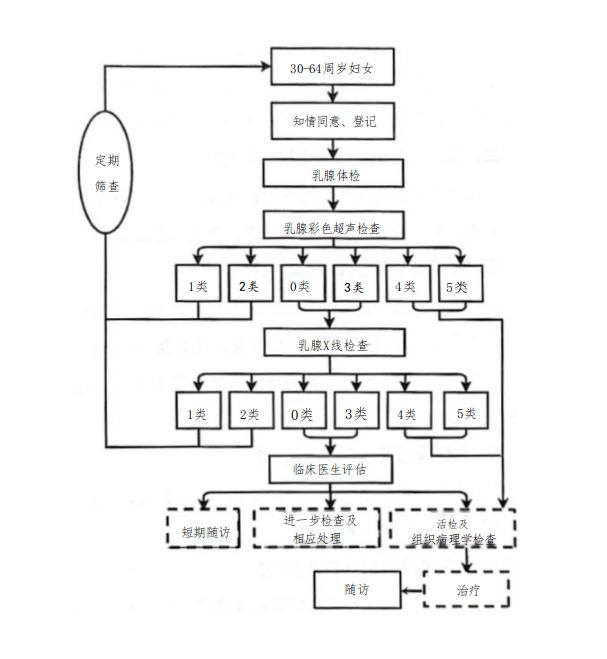 30-64周岁妇女
知情同意、登记
定期
筛查
乳腺体检
乳腺彩色超声检查
1类
2类
0类
3类
4类
5类
乳腺X线检查
1类
2类
0类
3类
4类
5类
临床医生评估
短期随访
进一步检查及
相应处理
活检及
组织病理学检查
随访
治疗